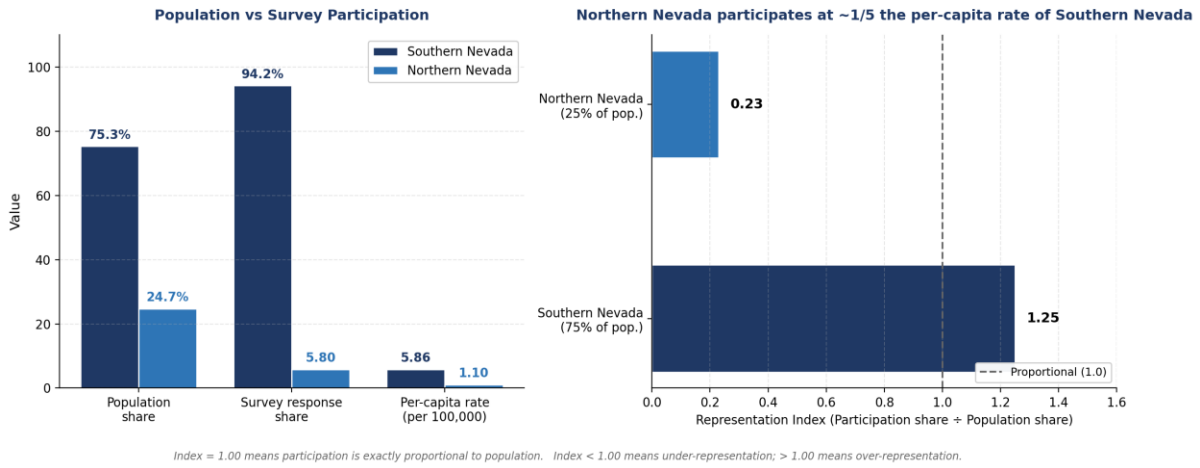 Population vs Survey Participation
Southern Nevada
Northern Nevada
Value
100
80
60
40
20
0
75.3%
24.7%
94.2%
5.80
5.86
1.10
Population
share
Survey response
share
Per-capita rate
(per 100,000)
Northern Nevada participates at ~1/5 the per-capita rate of Southern Nevada
Northern Nevada
(25% of pop.)
0.23
Southern Nevada
(75% of pop.)
1.25
Proportional (1.0)
0.0 0.2 0.4 0.6 0.8 1.0 1.2 1.4 1.6
Representation Index (Participation share ÷ Population share)
Index = 1.00 means participation is exactly proportional to population. Index < 1.00 means under-representation; > 1.00 means over-representation.